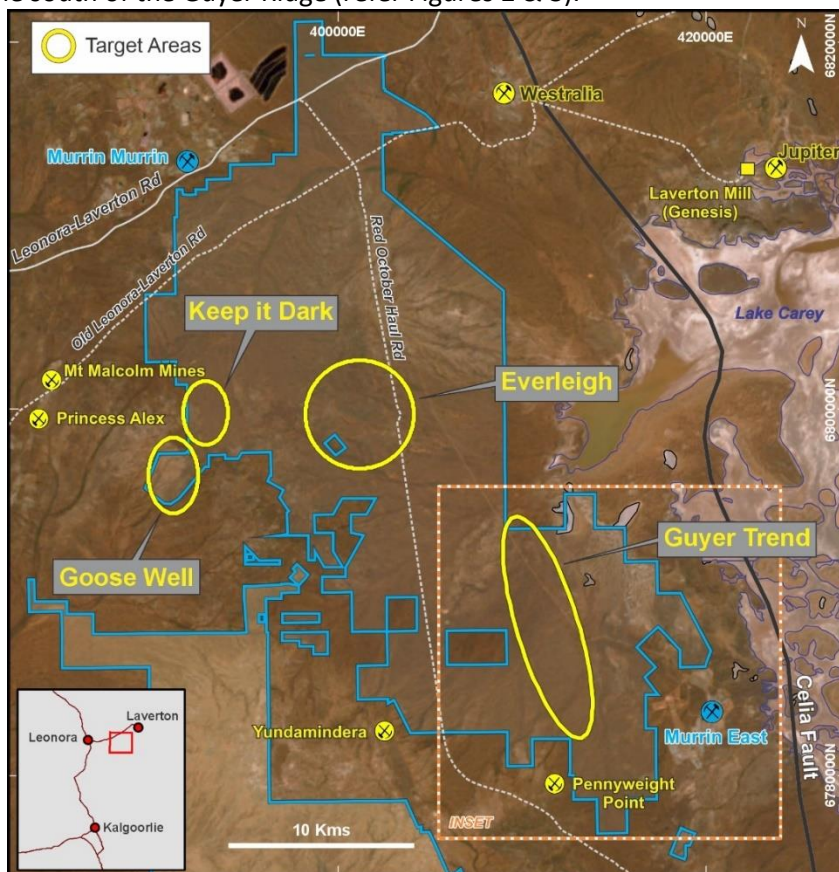 south of the Guyer Ridge (refer Figures
Target Areas
400000E
420000E
N
6820000N
Westralia
Murrin Murrin
Jupiter
Laverton Mill
(Genesis)
Leonora-Laverton Rd
Old Leonora-Laverton Rd
Red October Haul Rd
Lake Carey
Keep it Dark
Everleigh
Mt Malcolm Mines
Princess Alex
6800000N
Goose Well
Guyer Trend
Celia Fault
Murrin East
Yundamindera
Pennyweight
Point
6780000N
INSET
10 Kms
Laverton
Leonora
Kalgoorlie